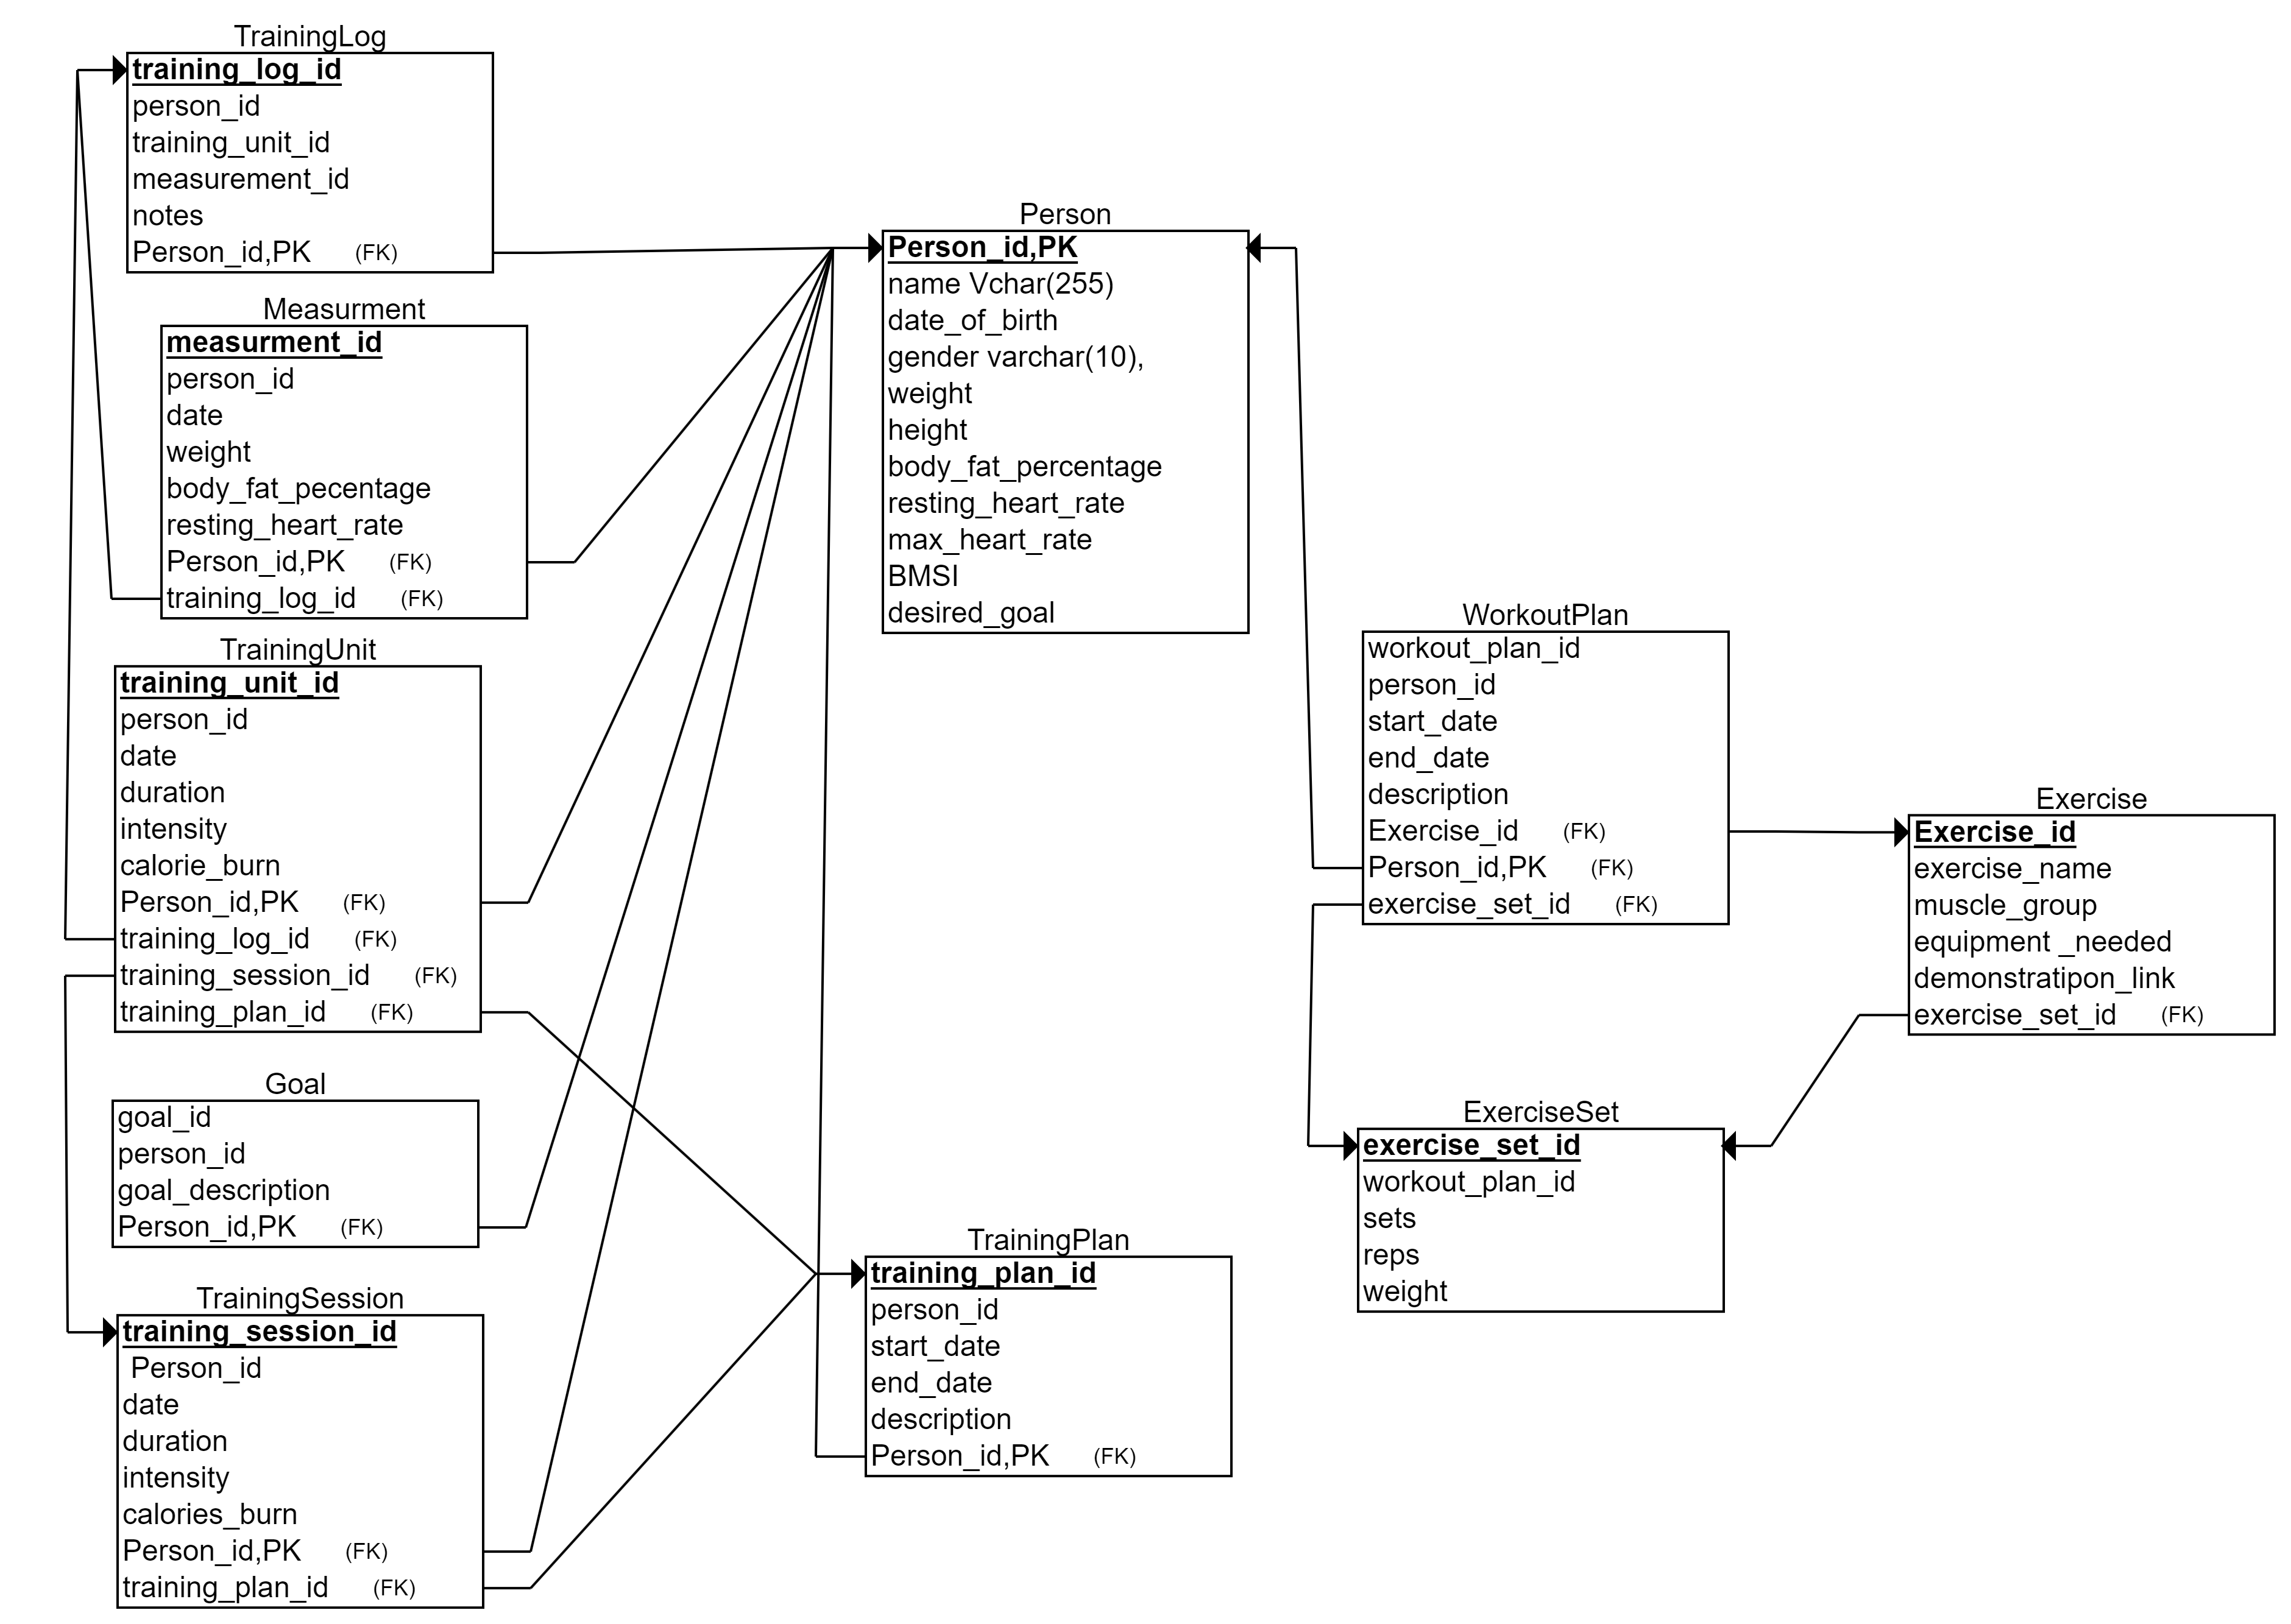 TrainingLog
training_log_id
person_id
training_unit_id
measurement_id
notes
Person_id,PK (FK)
Measurment
measurment_id
person_id
date
weight
body_fat_pecentage
resting_heart_rate
Person_id,PK (FK)
training_log_id (FK)
TrainingUnit
training_unit_id
person_id
date
duration
intensity
calorie_burn
Person_id,PK (FK)
training_log_id (FK)
training_session_id (FK)
training_plan_id (FK)
Goal
goal_id
person_id
goal_description
Person_id,PK (FK)
TrainingSession
training_session_id
Person_id
date
duration
intensity
calories_burn
Person_id,PK (FK)
training_plan_id (FK)
Person
Person_id,PK
name Vchar(255)
date_of_birth
gender varchar(10),
weight
height
body_fat_percentage
resting_heart_rate
max_heart_rate
BMSI
desired_goal
TrainingPlan
training_plan_id
person_id
start_date
end_date
description
Person_id,PK (FK)
WorkoutPlan
workout_plan_id
person_id
start_date
end_date
description
Exercise_id (FK)
Person_id,PK (FK)
exercise_set_id (FK)
ExerciseSet
exercise_set_id
workout_plan_id
sets
reps
weight
Exercise
Exercise_id
exercise_name
muscle_group
equipment _needed
demonstratipon_link
exercise_set_id (FK)